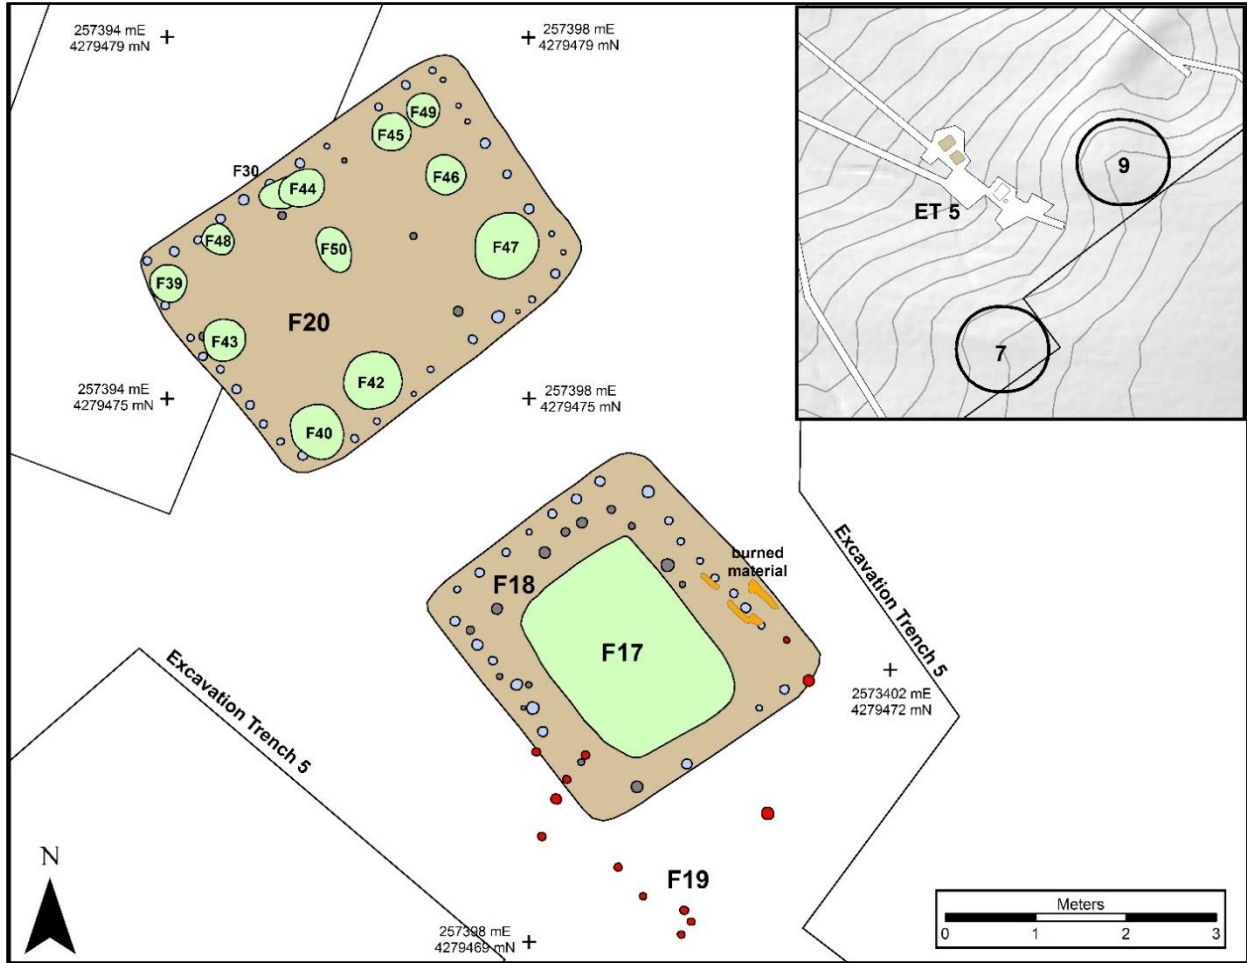 257394 mE
4279479 mN
257398 mE
4279479 mN
F49
F45
F46
F30
F44
F48
F50
F47
F39
F20
F43
F42
F40
257394 mE
4279475 mN
257398 mE
4279475 mN
ET 5
9
7
burned
material
F18
F17
Excavation Trench 5
Excavation Trench 5
2573402 mE
4279472 mN
F19
257398 mE
4279469 mN
N
Meters
0 1 2 3